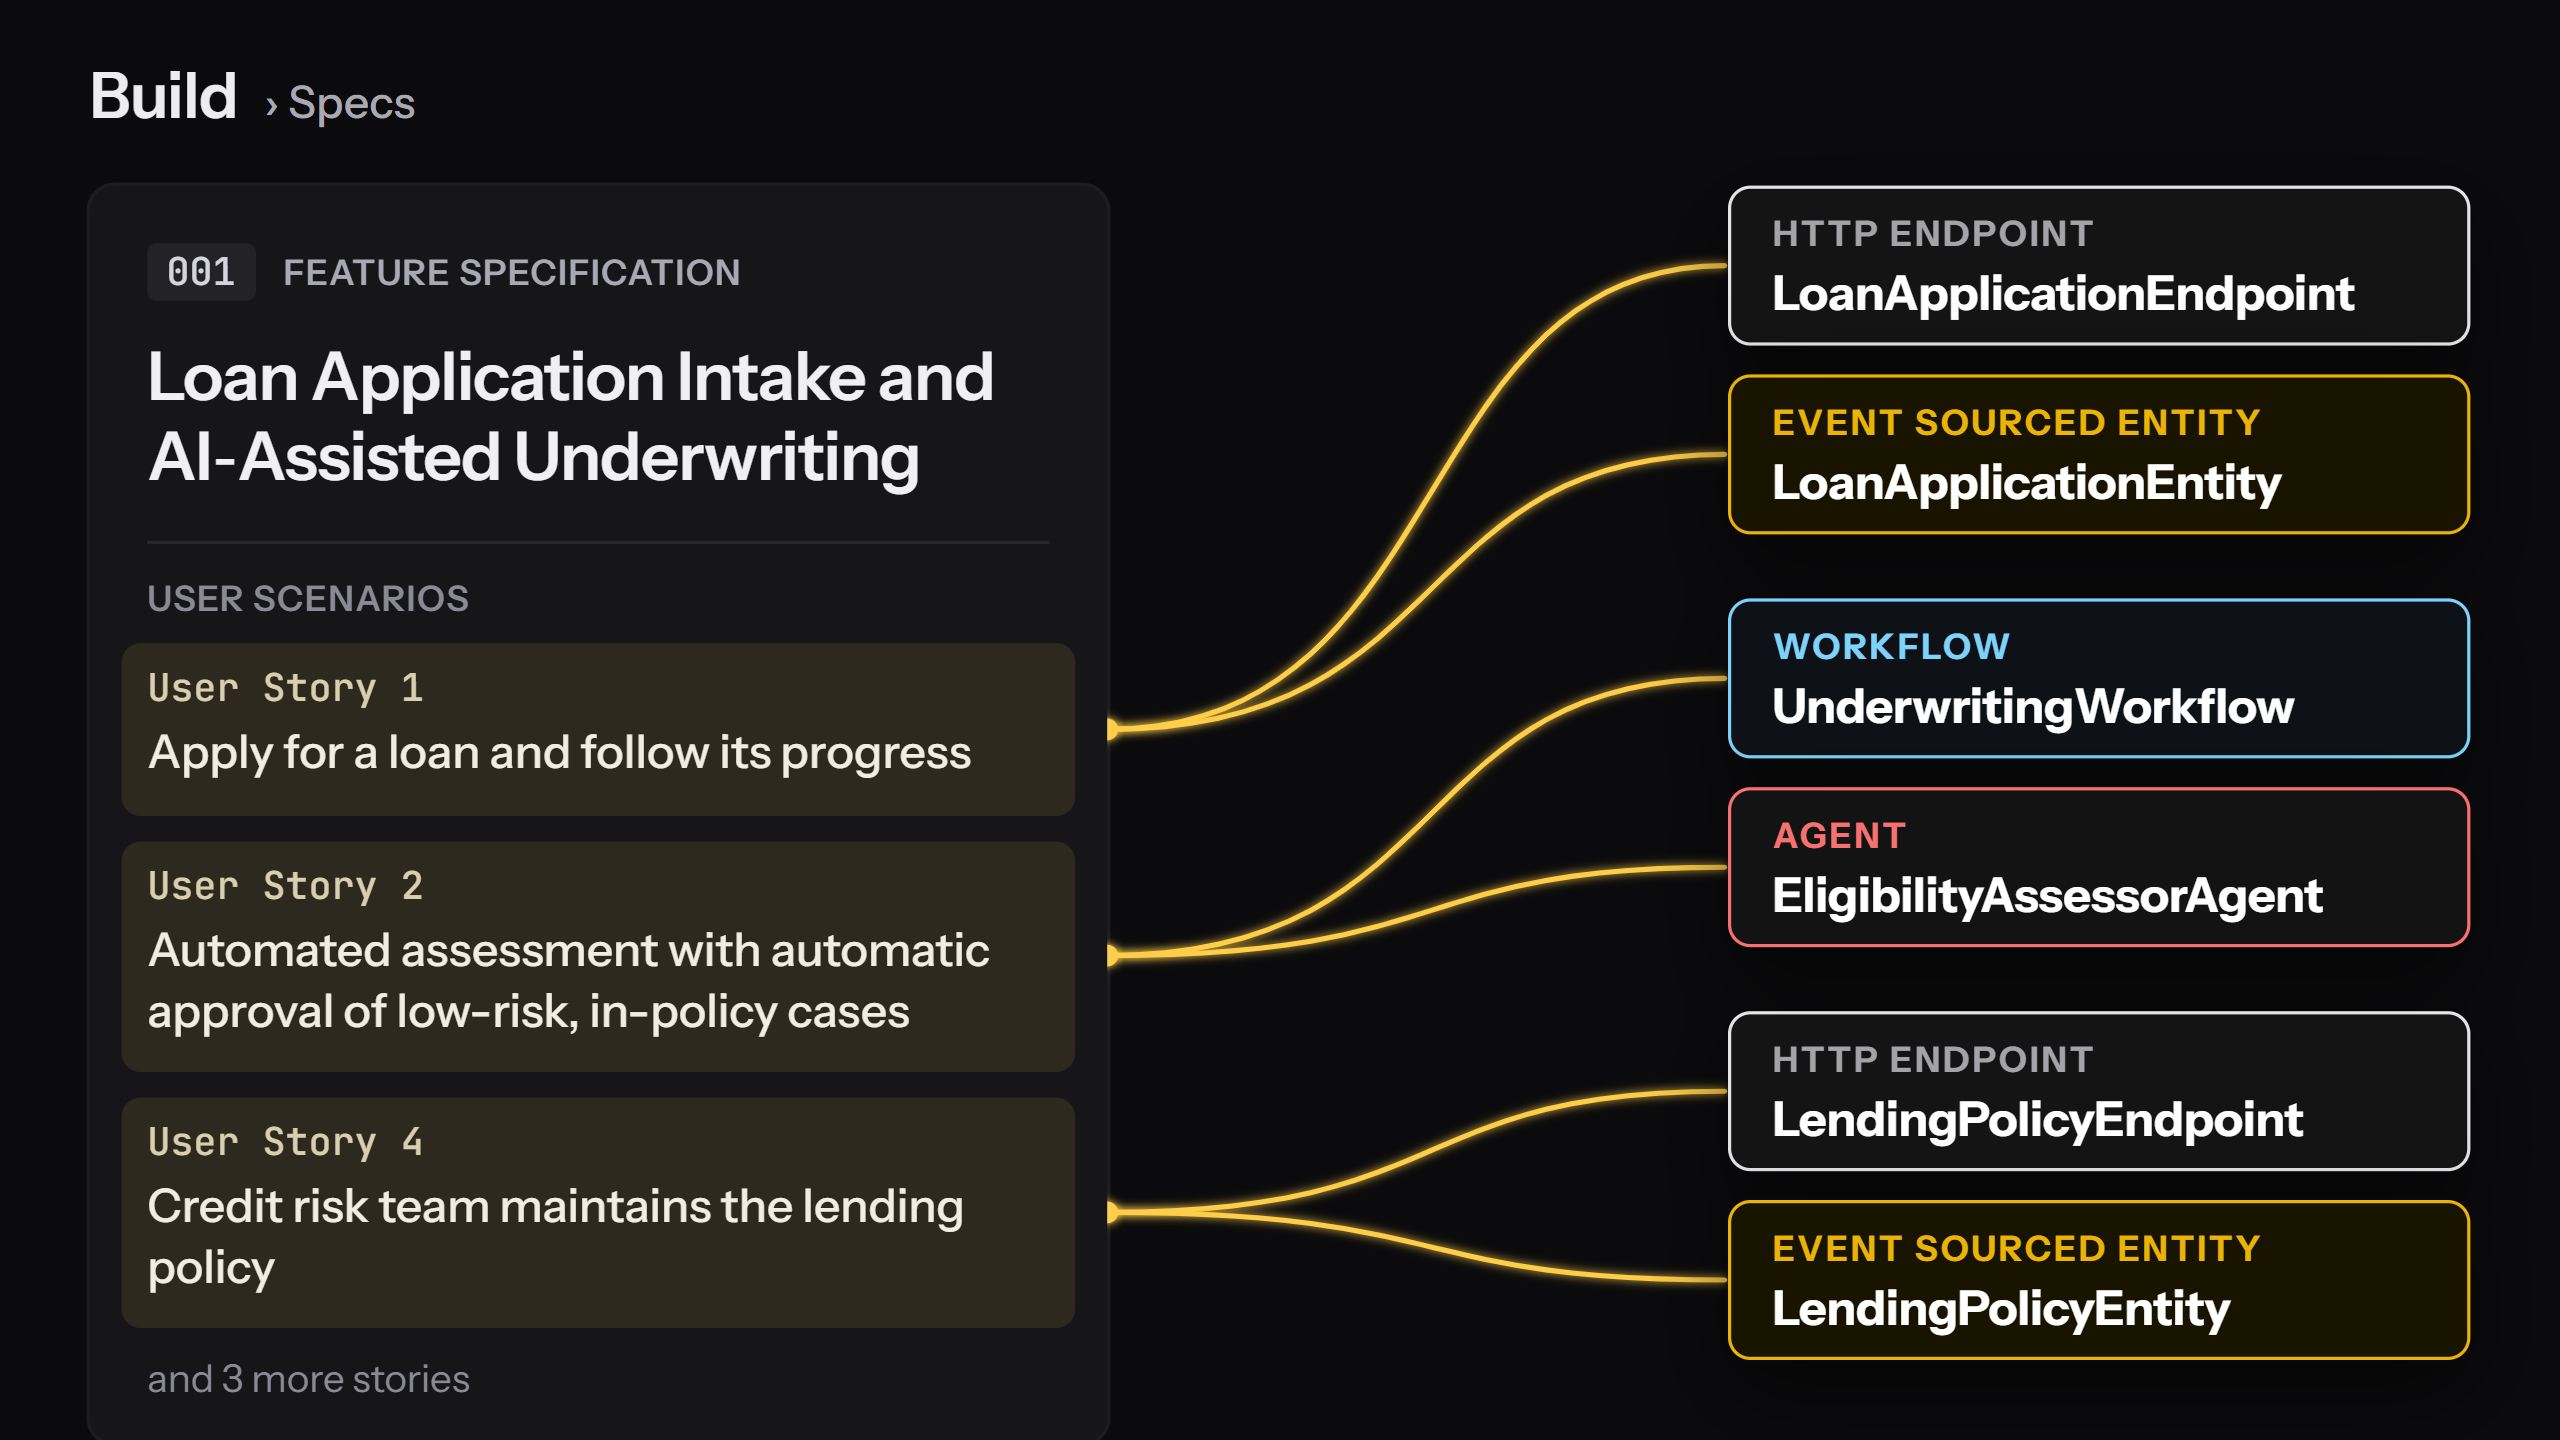 Build › Specs
001 FEATURE SPECIFICATION
Loan Application Intake and
AI-Assisted Underwriting
USER SCENARIOS
User Story 1
Apply for a loan and follow its progress
User Story 2
Automated assessment with automatic
approval of low-risk, in-policy cases
User Story 4
Credit risk team maintains the lending
policy
and 3 more stories
HTTP ENDPOINT
LoanApplicationEndpoint
EVENT SOURCED ENTITY
LoanApplicationEntity
WORKFLOW
UnderwritingWorkflow
AGENT
EligibilityAssessorAgent
HTTP ENDPOINT
LendingPolicyEndpoint
EVENT SOURCED ENTITY
LendingPolicyEntity